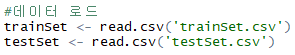 #데이터 로드
trainSet <- read.csv('trainSet.csv')
testSet <- read.csv('testSet.csv')